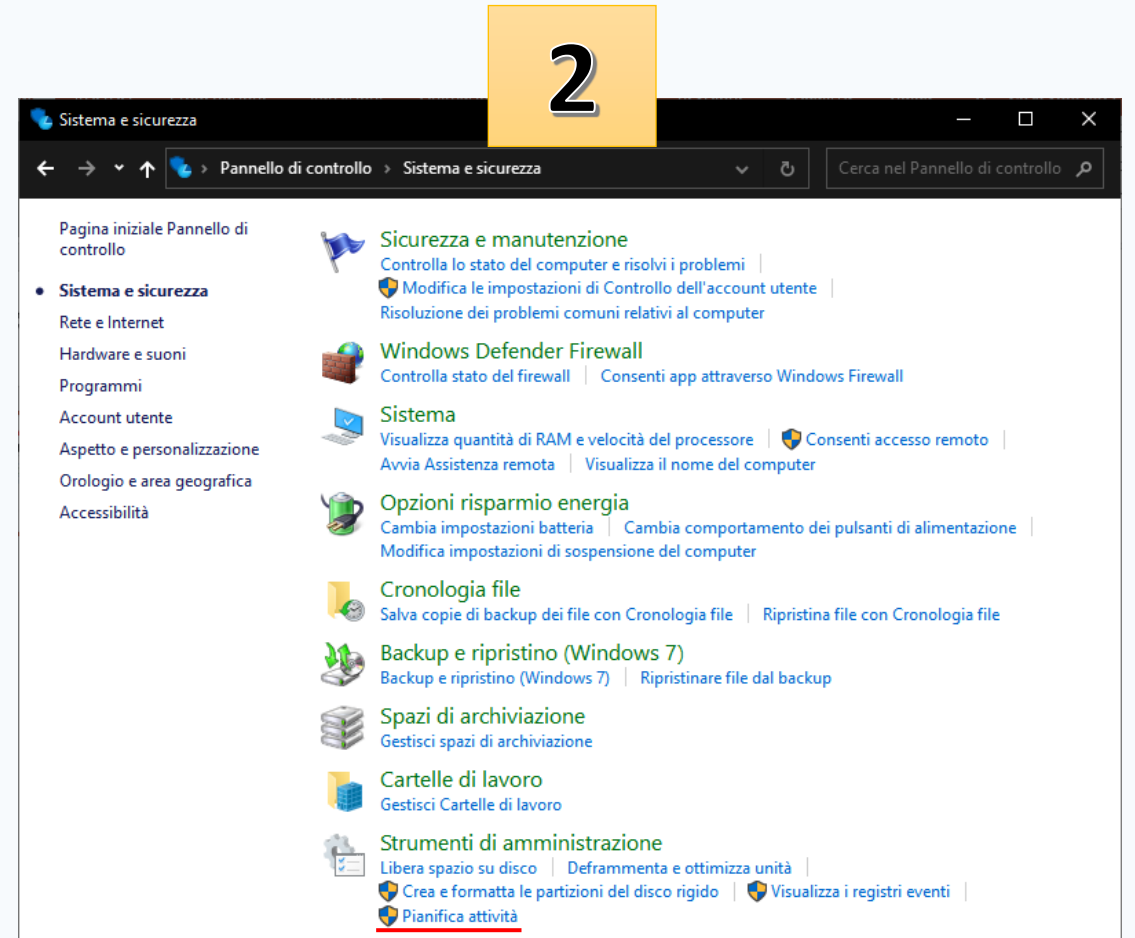 2
Sistema e sicurezza
Pannello di controllo > Sistema e sicurezza
Cerca nel Pannello di controllo
Pagina iniziale Pannello di
controllo
Sistema e sicurezza
Rete e Internet
Hardware e suoni
Programmi
Account utente
Aspetto e personalizzazione
Orologio e area geografica
Accessibilità
Sicurezza e manutenzione
Controlla lo stato del computer e risolvi i problemi
Modifica le impostazioni di Controllo dell'account utente
Risoluzione dei problemi comuni relativi al computer
Windows Defender Firewall
Controlla stato del firewall | Consenti app attraverso Windows Firewall
Sistema
Visualizza quantità di RAM e velocità del processore | Consenti accesso remoto
Avvia Assistenza remota | Visualizza il nome del computer
Opzioni risparmio energia
Cambia impostazioni batteria | Cambia comportamento dei pulsanti di alimentazione
Modifica impostazioni di sospensione del computer
Cronologia file
Salva copie di backup dei file con Cronologia file | Ripristina file con Cronologia file
Backup e ripristino (Windows 7)
Backup e ripristino (Windows 7) | Ripristinare file dal backup
Spazi di archiviazione
Gestisci spazi di archiviazione
Cartelle di lavoro
Gestisci Cartelle di lavoro
Strumenti di amministrazione
Libera spazio su disco | Deframmenta e ottimizza unità
Crea e formatta le partizioni del disco rigido | Visualizza i registri eventi
Pianifica attività